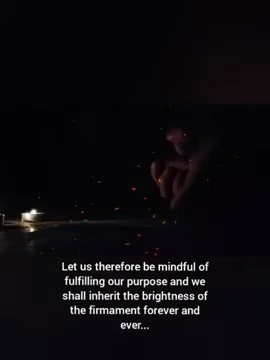 Let us therefore be mindful of
fulfilling our purpose and we
shall inherit the brightness of
the firmament forever and
ever...